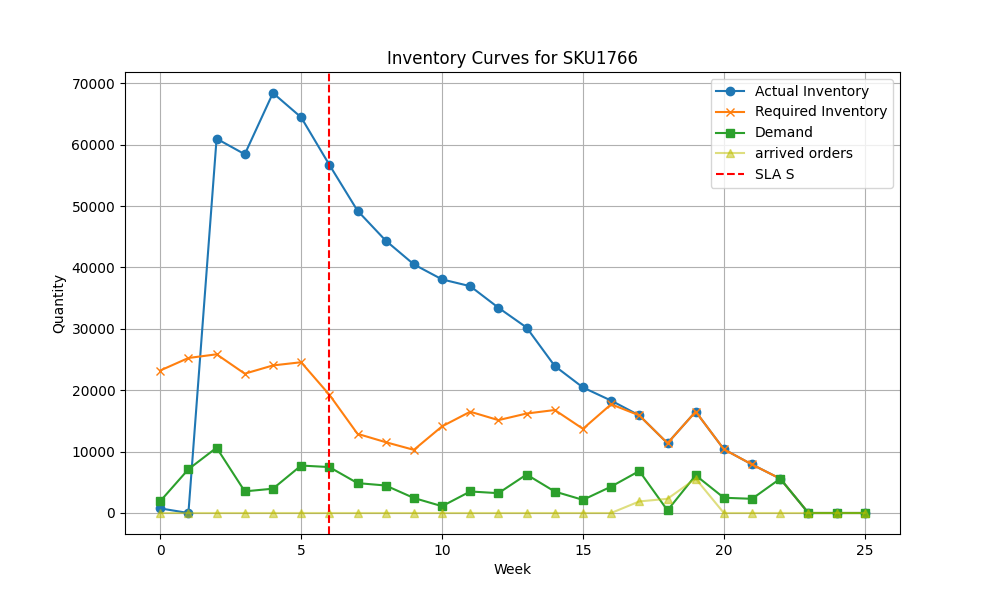 Inventory Curves for SKU1766
Quantity
70000
60000
50000
40000
30000
20000
10000
0
Actual Inventory
Required Inventory
Demand
arrived orders
SLA S
0 5 10 15 20 25
Week